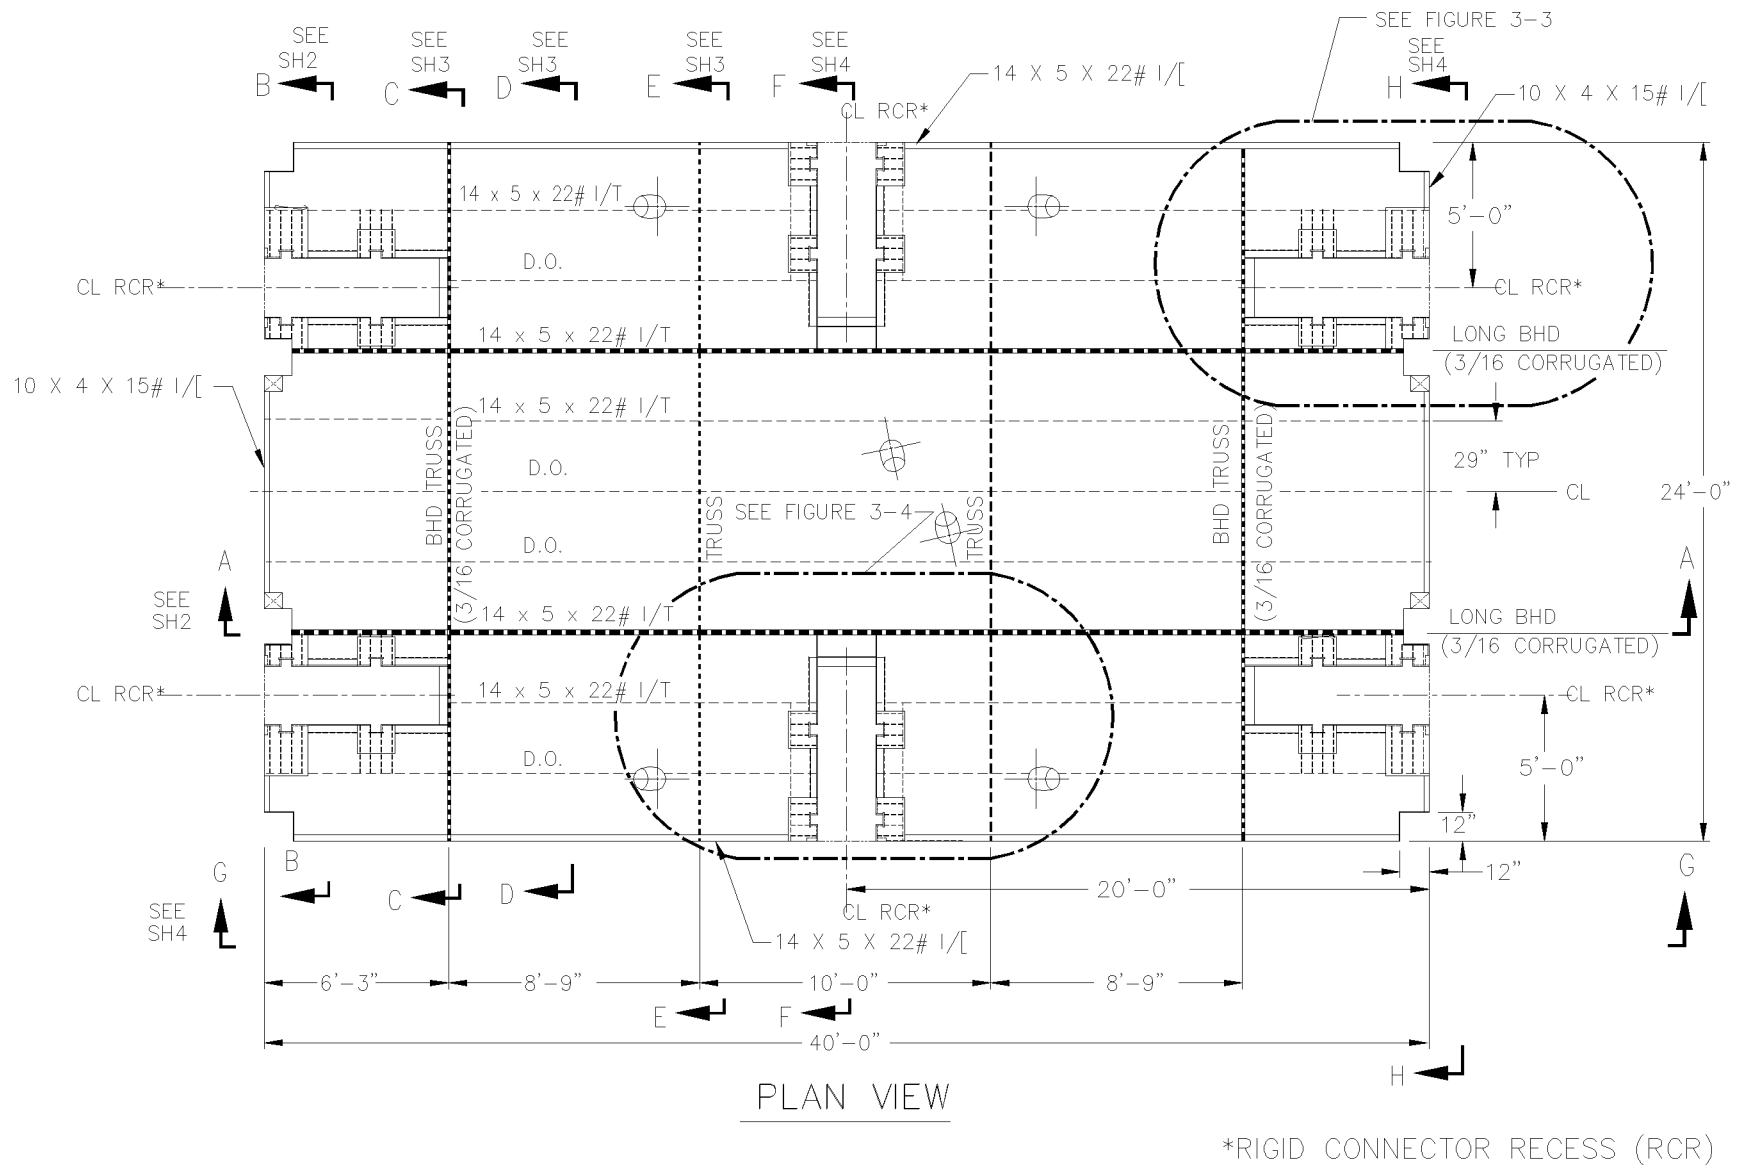 SEE FIGURE 3-3
SEE
SH2
B
SEE
SH3
C
SEE
SH3
D
SEE
SH3
E
SEE
SH4
F
CL RCR*
14 X 5 X 22# I/[
SEE
SH4
H
10 X 4 X 15# I/[
14 x 5 x 22# I/T
5'-0"
D.O.
CL RCR*
CL RCR*
14 x 5 x 22# I/T
LONG BHD
(3/16 CORRUGATED)
10 X 4 X 15# I/[
14 x 5 x 22# I/T
BHD TRUSS
(3/16 CORRUGATED)
D.O.
TRUSS
SEE FIGURE 3-4
TRUSS
BHD TRUSS
(3/16 CORRUGATED)
29" TYP
CL
24'-0"
D.O.
A
SEE
SH2
A
14 x 5 x 22# I/T
LONG BHD
(3/16 CORRUGATED)
CL RCR*
14 x 5 x 22# I/T
CL RCR*
D.O.
5'-0"
12"
G
B
SEE
SH4
C
D
20'-0"
12"
G
CL RCR*
14 X 5 X 22# I/[
6'-3"
8'-9"
10'-0"
8'-9"
E
F
40'-0"
H
PLAN VIEW
*RIGID CONNECTOR RECESS (RCR)